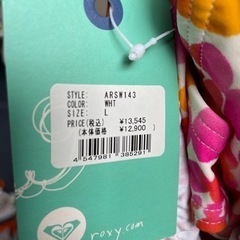 STYLE: ARSW143
COLOR: WHT
SIZE: L
PRICE(税込) ¥13,545
(本体価格 ¥12,900 )
4 547981 385291
roxy.com